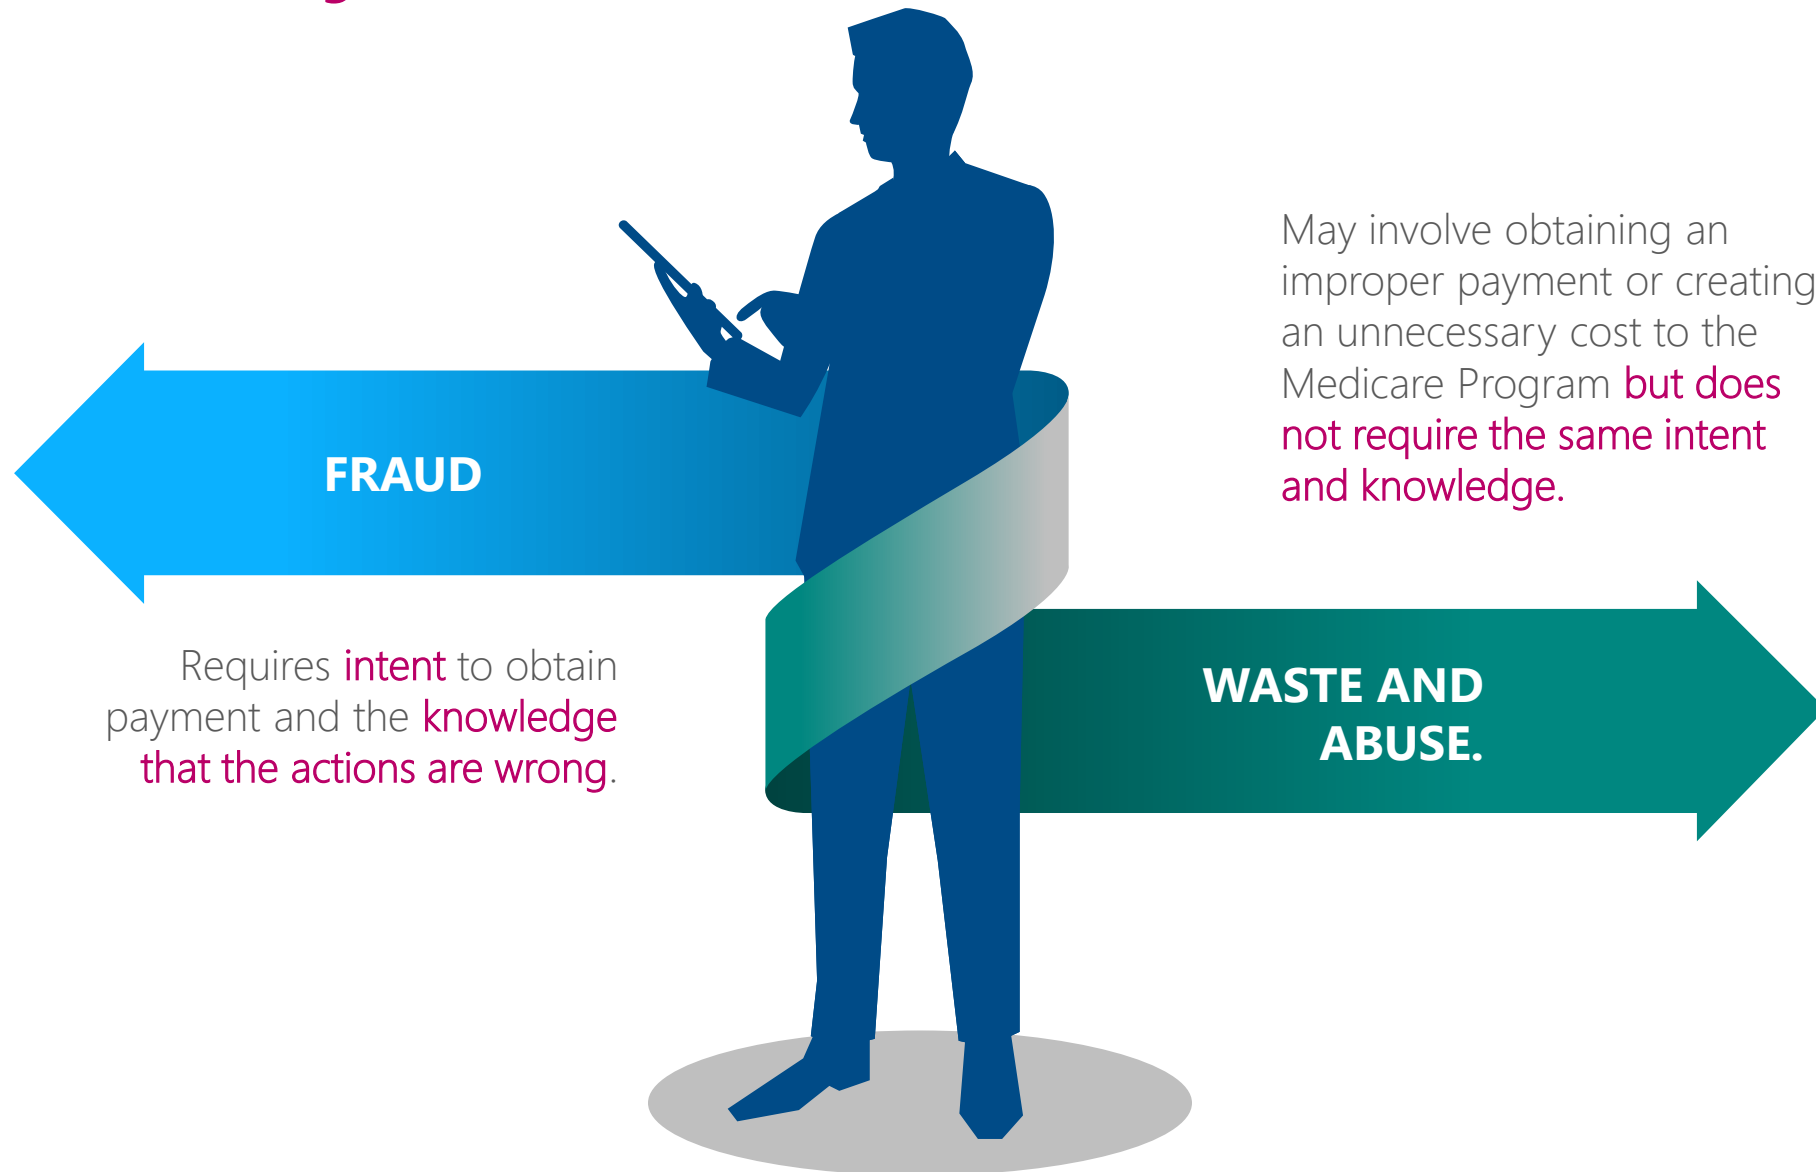 FRAUD
Requires intent to obtain
payment and the knowledge
that the actions are wrong.
May involve obtaining an
improper payment or creating
an unnecessary cost to the
Medicare Program but does
not require the same intent
and knowledge.
WASTE AND
ABUSE.